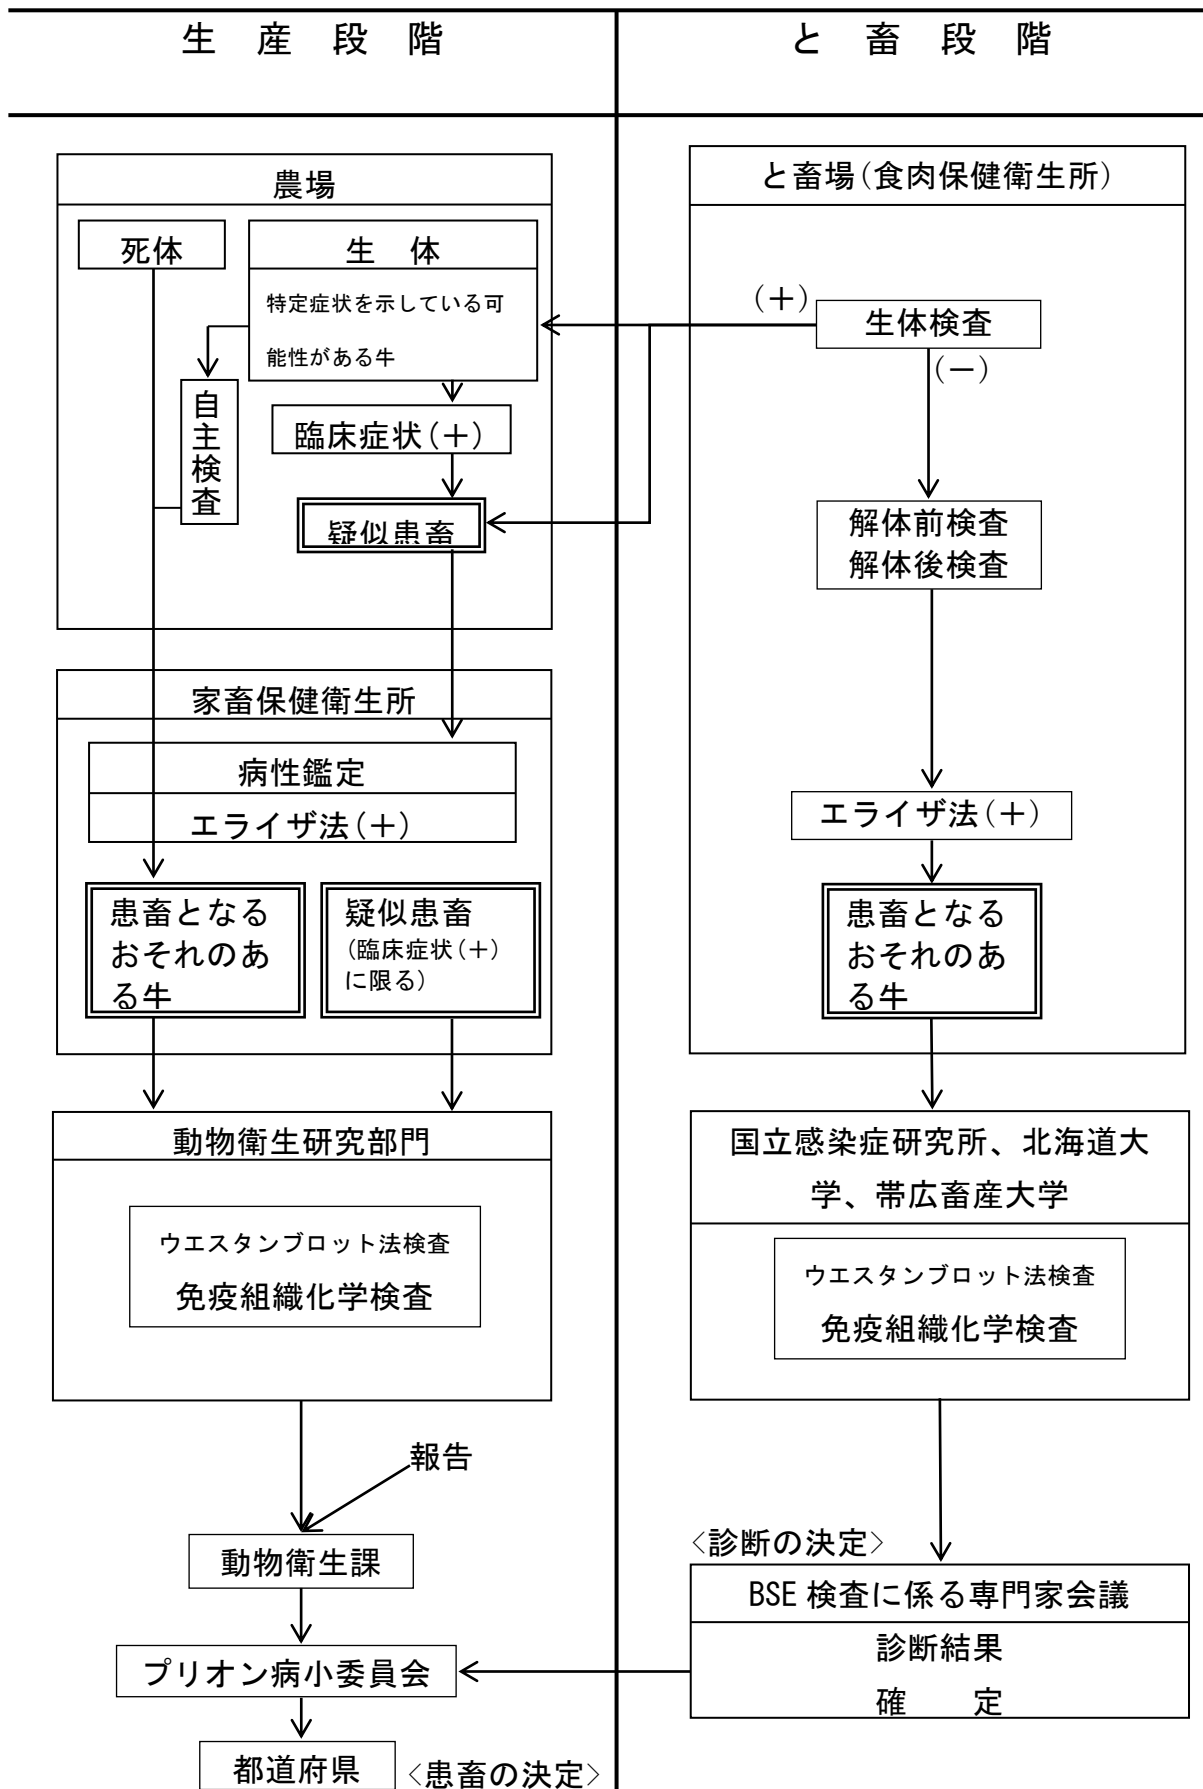 生 産 段 階
と 畜 段 階
農場
死体
生 体
特定症状を示している可
能性がある牛
自主検査
臨床症状(＋)
疑似患畜
家畜保健衛生所
病性鑑定
エライザ法(＋)
患畜となる
おそれのあ
る牛
疑似患畜
(臨床症状(＋)
に限る)
動物衛生研究部門
ウエスタンブロット法検査
免疫組織化学検査
報告
動物衛生課
プリオン病小委員会
都道府県
<患畜の決定>
と畜場(食肉保健衛生所)
(＋)
生体検査
(－)
解体前検査
解体後検査
エライザ法(＋)
患畜となる
おそれのあ
る牛
国立感染症研究所、北海道大
学、帯広畜産大学
ウエスタンブロット法検査
免疫組織化学検査
<診断の決定>
BSE 検査に係る専門家会議
診断結果
確 定